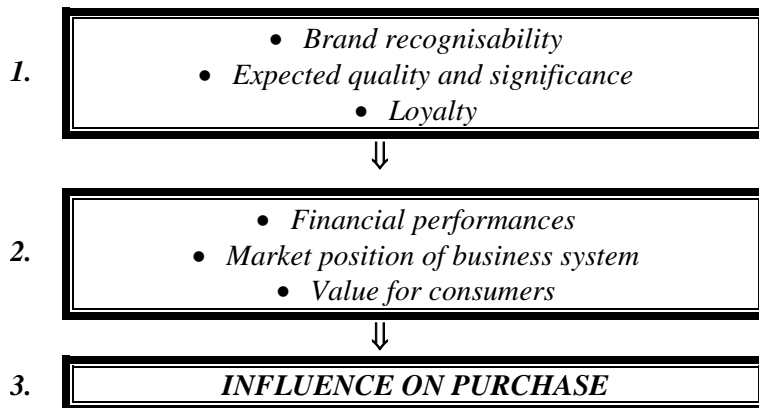 1.
• Brand recognisability
• Expected quality and significance
• Loyalty
⇓
2.
• Financial performances
• Market position of business system
• Value for consumers
⇓
3. INFLUENCE ON PURCHASE